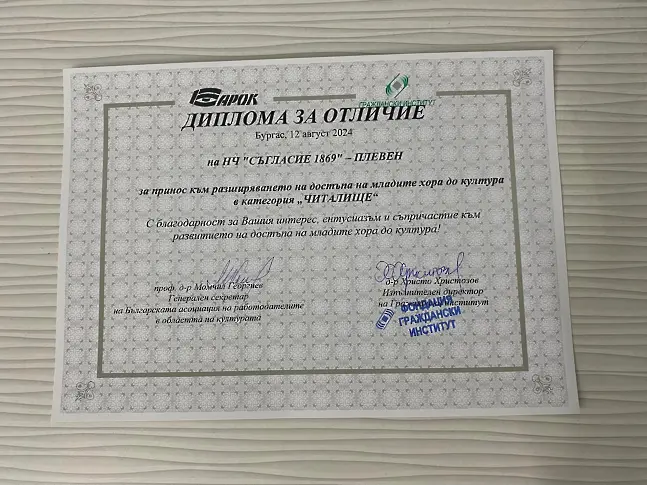 БАРОК
ГРАЖДАНСКИ ИНСТИТУТ
ДИПЛОМА ЗА ОТЛИЧИЕ
Бургас, 12 август 2024
на НЧ "СЪГЛАСИЕ 1869" – ПЛЕВЕН
за принос към разширяването на достъпа на младите хора до култура
в категория „ЧИТАЛИЩЕ“
С благодарност за Вашия интерес, ентусиазъм и съпричастие към
развитието на достъпа на младите хора до култура!
проф. д-р Момчил Георгиев
Генерален секретар
на Българската асоциация на работодателите
в областта на културата
д-р Христо Христозов
Изпълнителен директор
на Граждански институт
ФОНДАЦИЯ
ГРАЖДАНСКИ
ИНСТИТУТ